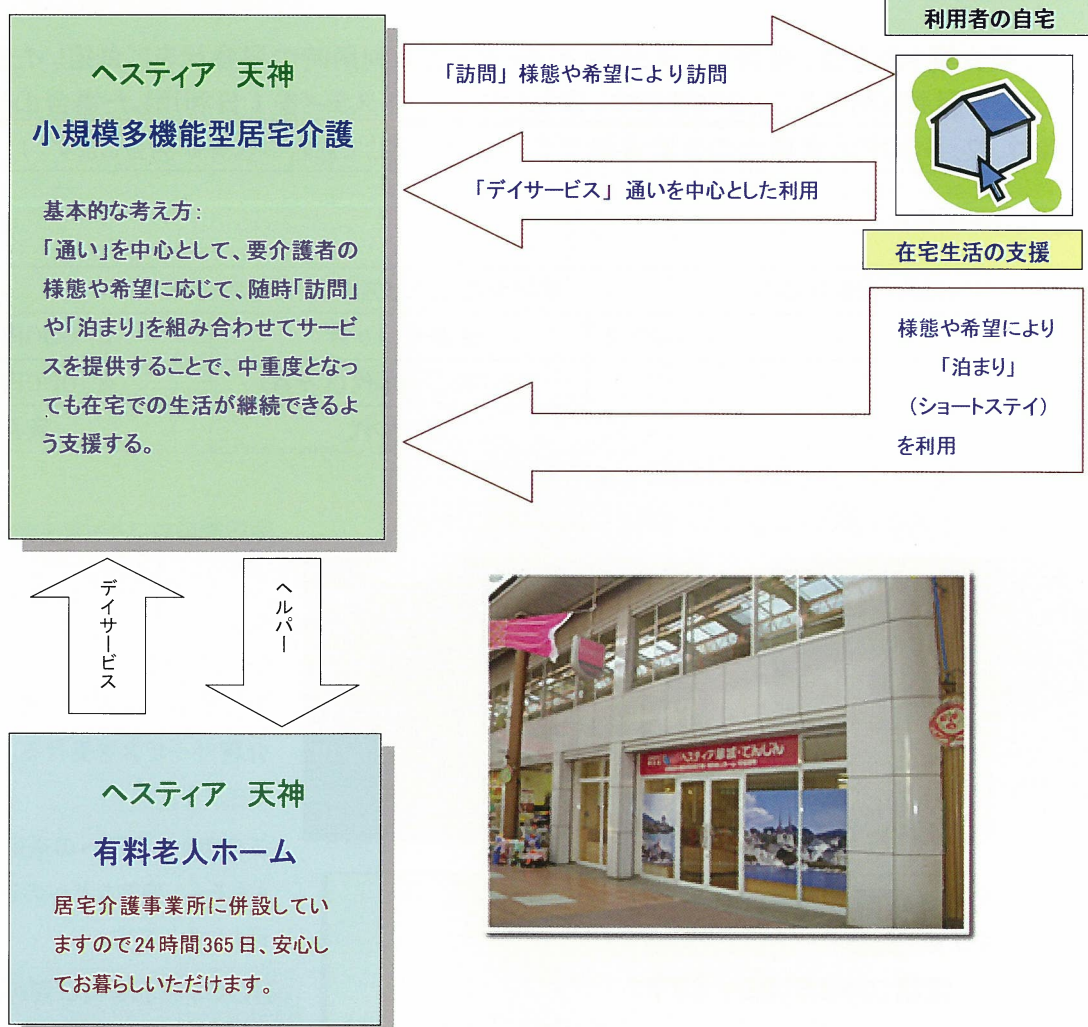 利用者の自宅
ヘスティア 天神
小規模多機能型居宅介護
基本的な考え方:
「通い」を中心として、要介護者の
様態や希望に応じて、随時「訪問」
や「泊まり」を組み合わせてサービ
スを提供することで、中重度となっ
ても在宅での生活が継続できるよ
う支援する。
「訪問」様態や希望により訪問
「デイサービス」通いを中心とした利用
在宅生活の支援
様態や希望により
「泊まり」
(ショートステイ)
を利用
デイサービス
ヘルパー
ヘスティア 天神
有料老人ホーム
居宅介護事業所に併設してい
ますので24時間365日、安心し
てお暮らしいただけます。